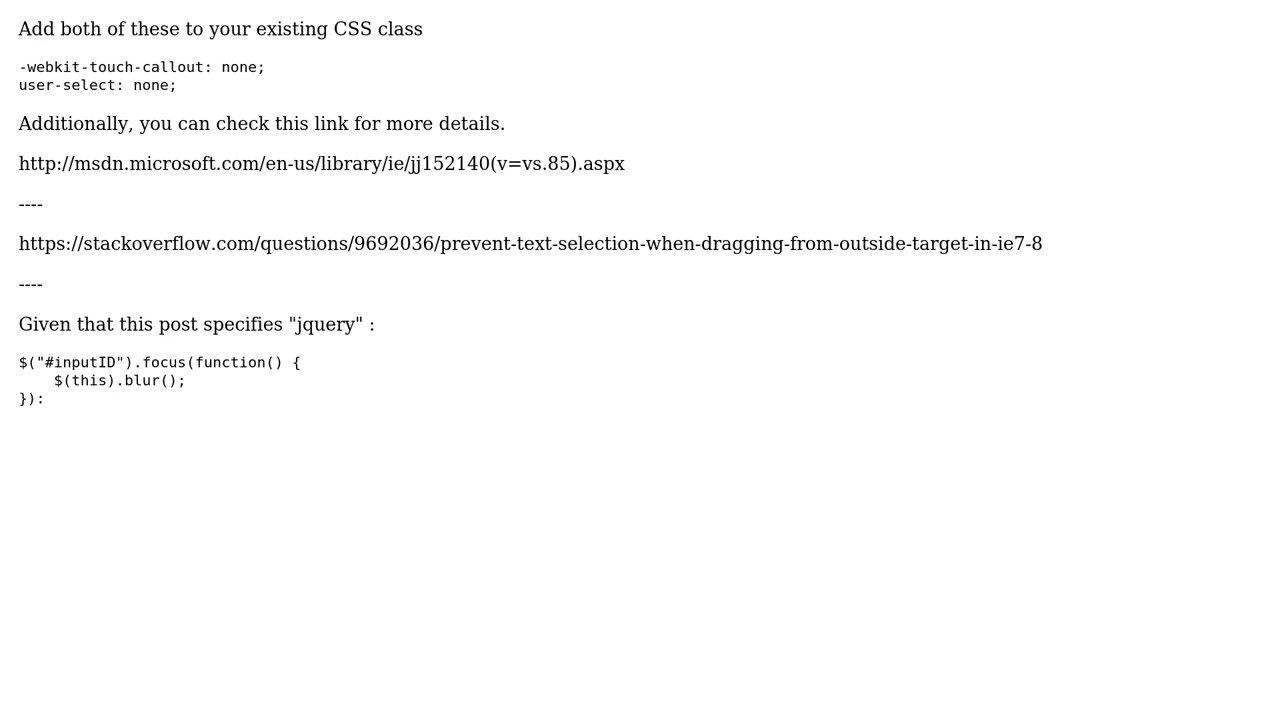 Add both of these to your existing CSS class
-webkit-touch-callout: none;
user-select: none;
Additionally, you can check this link for more details.
http://msdn.microsoft.com/en-us/library/ie/jj152140(v=vs.85).aspx
----
https://stackoverflow.com/questions/9692036/prevent-text-selection-when-dragging-from-outside-target-in-ie7-8
----
Given that this post specifies "jquery" :
$("#inputID").focus(function() {
    $(this).blur();
}):